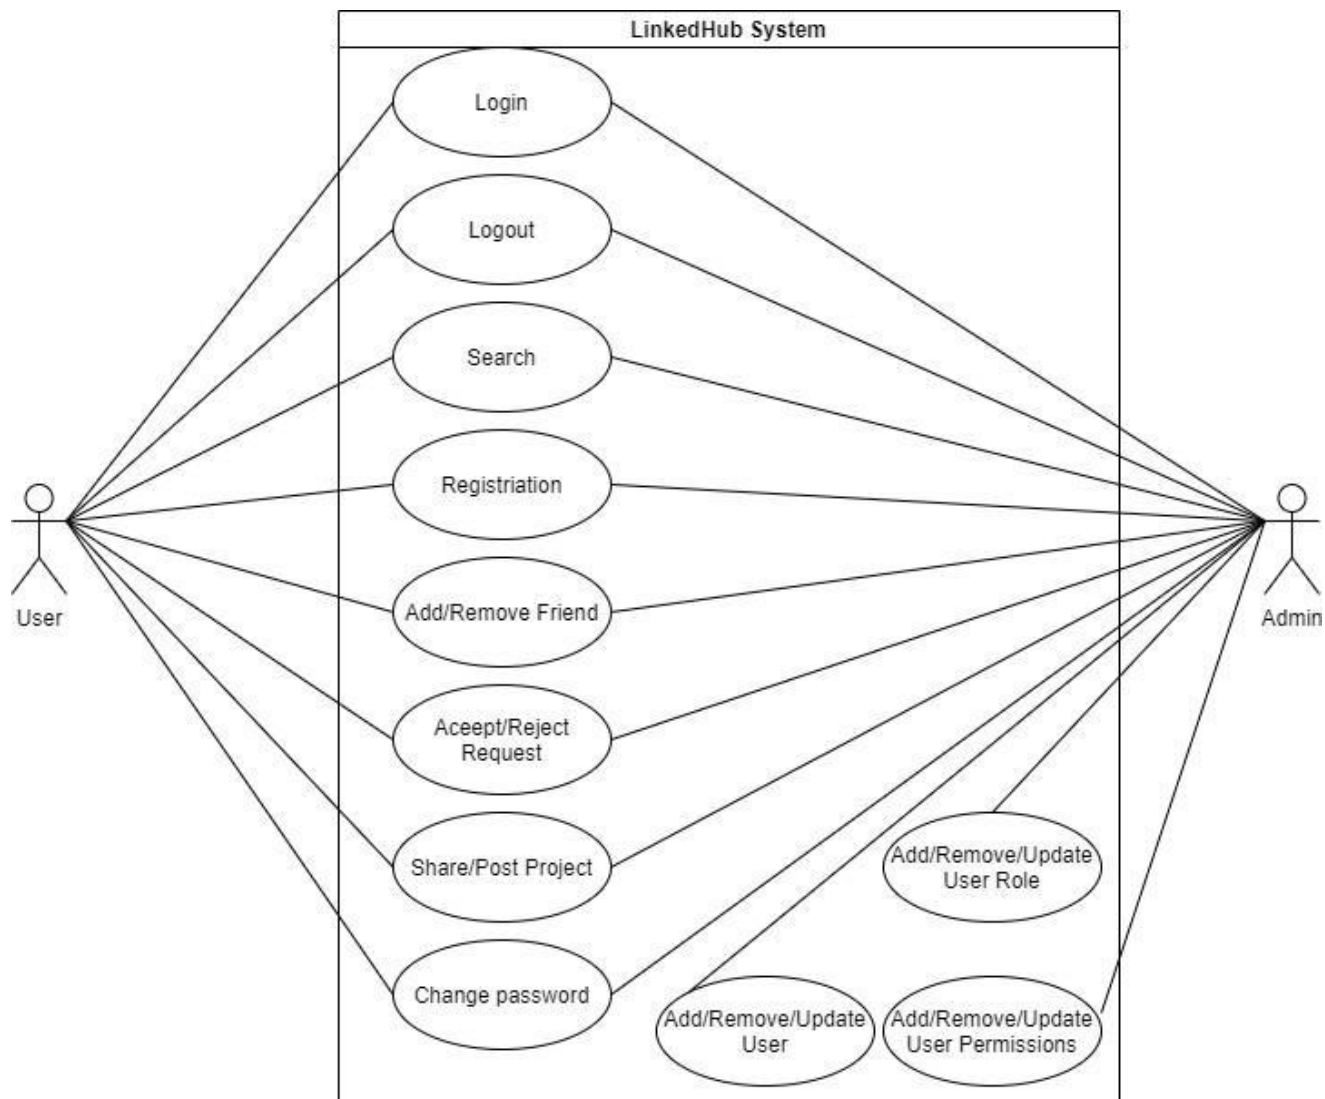 LinkedHub System
Login
Logout
Search
Registriation
User
Admin
Add/Remove Friend
Aceept/Reject
Request
Share/Post Project
Add/Remove/Update
User Role
Change password
Add/Remove/Update
User
Add/Remove/Update
User Permissions